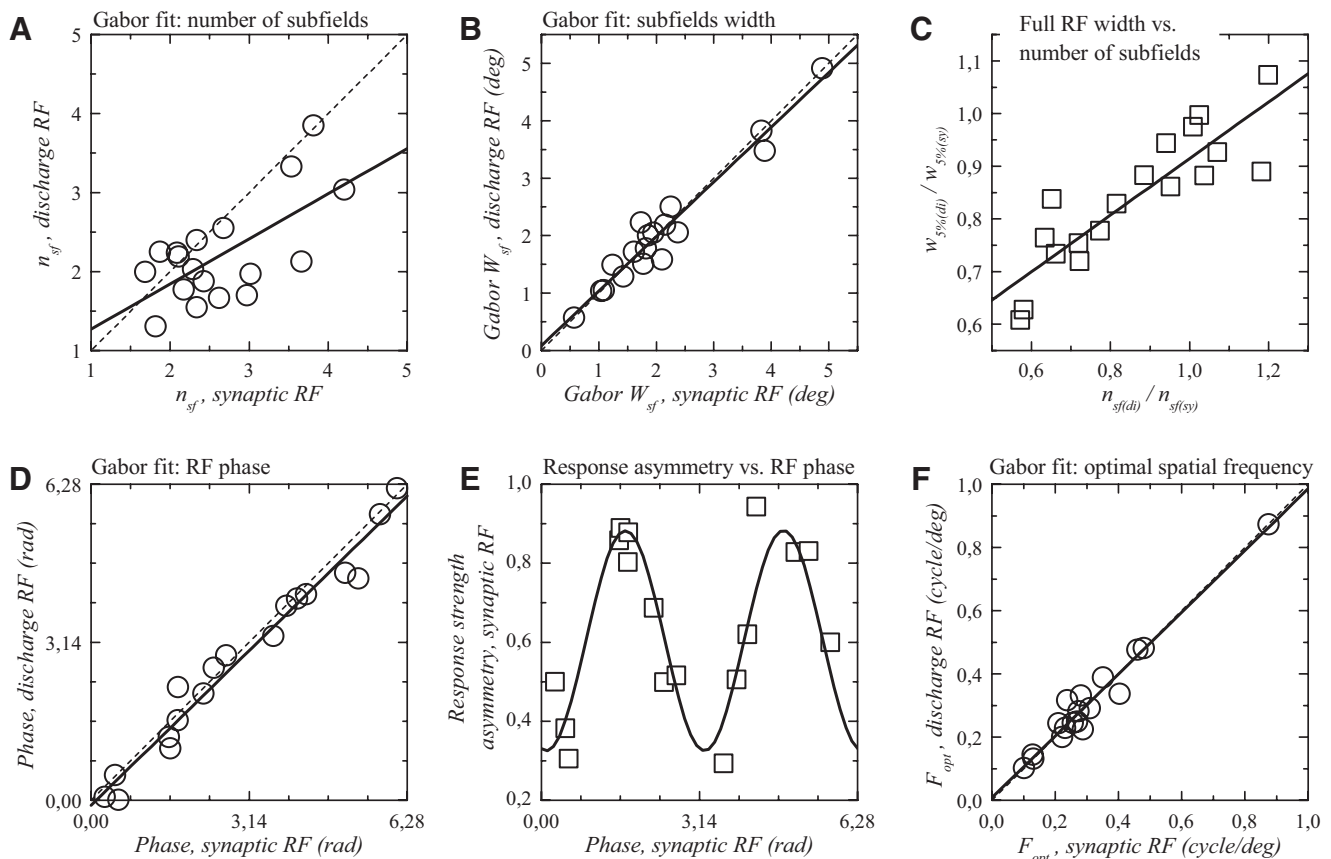 A
Gabor fit: number of subfields
5
4
3
2
1
n_sf, discharge RF
1 2 3 4 5
n_sf, synaptic RF
B
Gabor fit: subfields width
5
4
3
2
1
0
Gabor W_sf, discharge RF (deg)
0 1 2 3 4 5
Gabor W_sf, synaptic RF (deg)
C
Full RF width vs.
number of subfields
1,1
1,0
0,9
0,8
0,7
0,6
w_5%(di) / w_5%(sy)
0,6 0,8 1,0 1,2
n_sf(di) / n_sf(sy)
D
Gabor fit: RF phase
6,28
3,14
0,00
Phase, discharge RF (rad)
0,00 3,14 6,28
Phase, synaptic RF (rad)
E
Response asymmetry vs. RF phase
1,0
0,8
0,6
0,4
0,2
Response strength
asymmetry, synaptic RF
0,00 3,14 6,28
Phase, synaptic RF (rad)
F
Gabor fit: optimal spatial frequency
1,0
0,8
0,6
0,4
0,2
0,0
F_opt, discharge RF (cycle/deg)
0,0 0,2 0,4 0,6 0,8 1,0
F_opt, synaptic RF (cycle/deg)